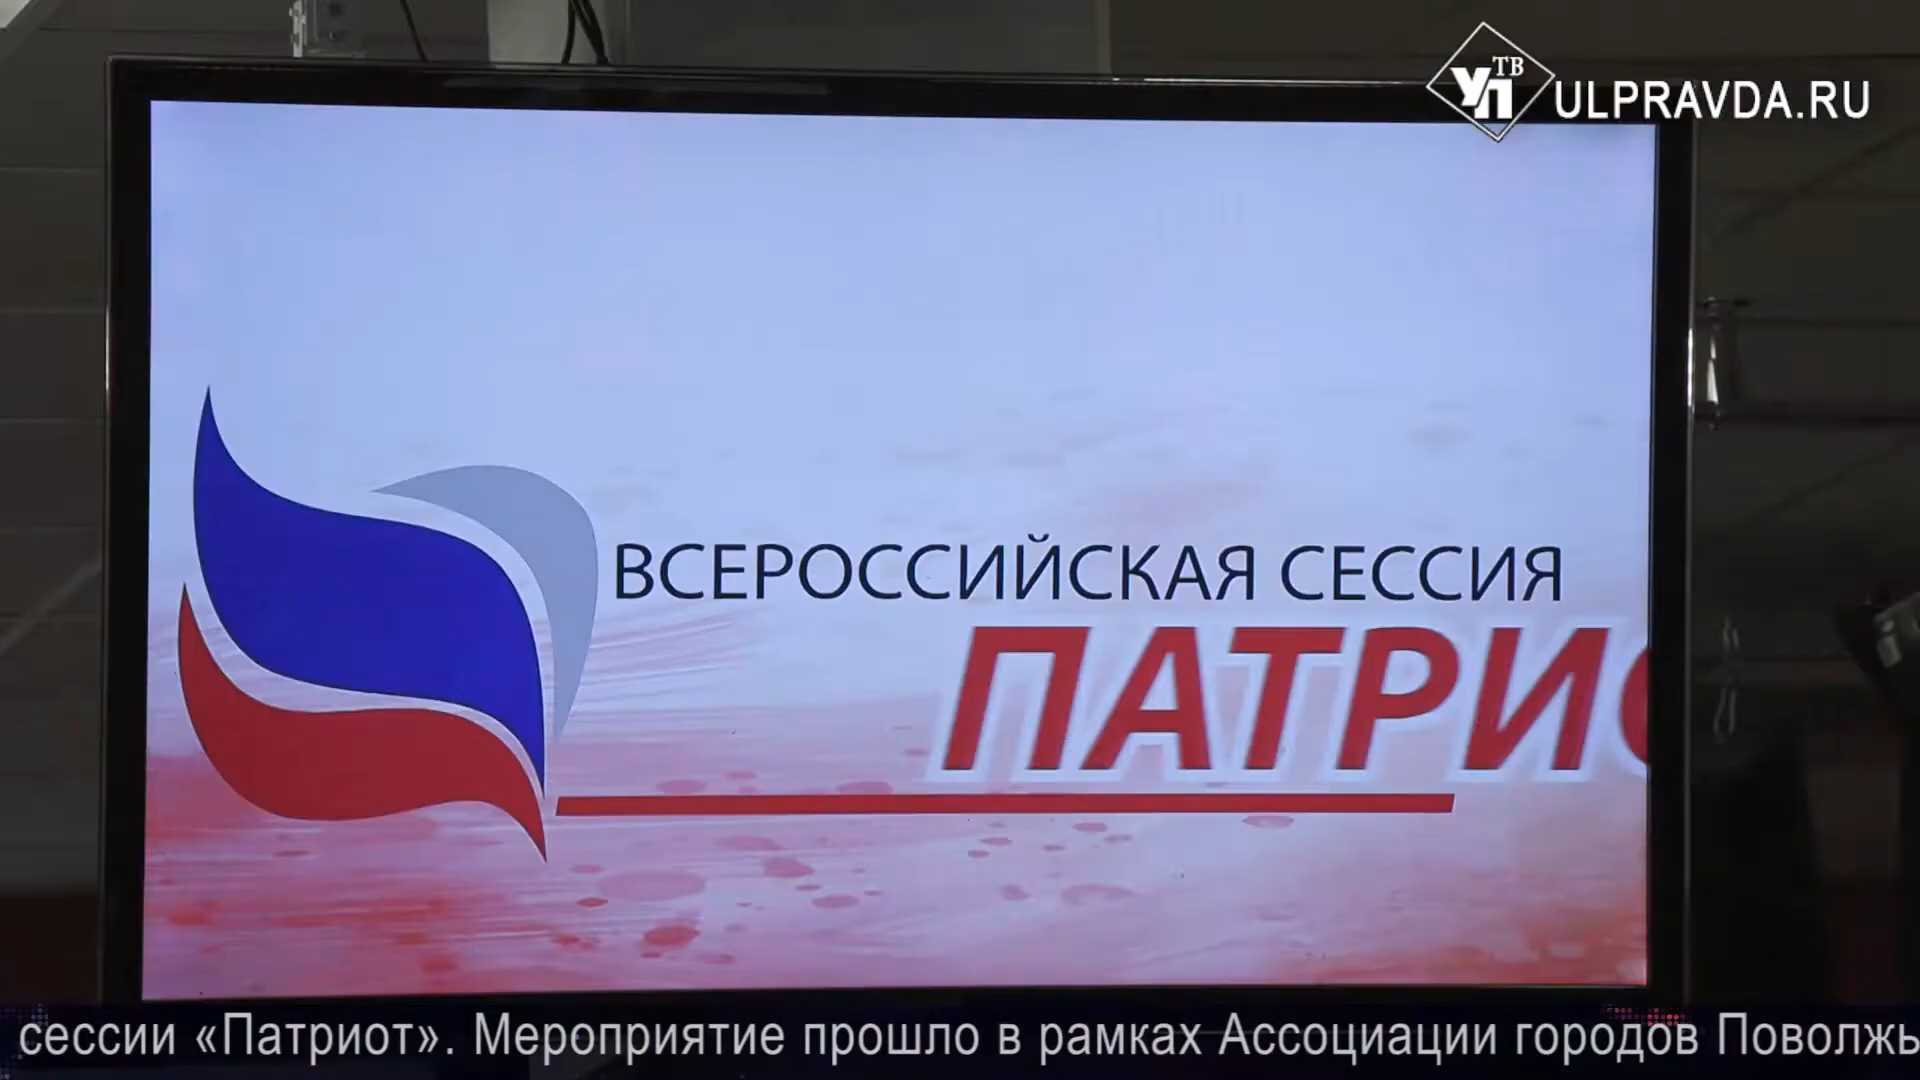 УП ТВ ULPRAVDA.RU
ВСЕРОССИЙСКАЯ СЕССИЯ
ПАТРИО
сессии «Патриот». Мероприятие прошло в рамках Ассоциации городов Поволжь